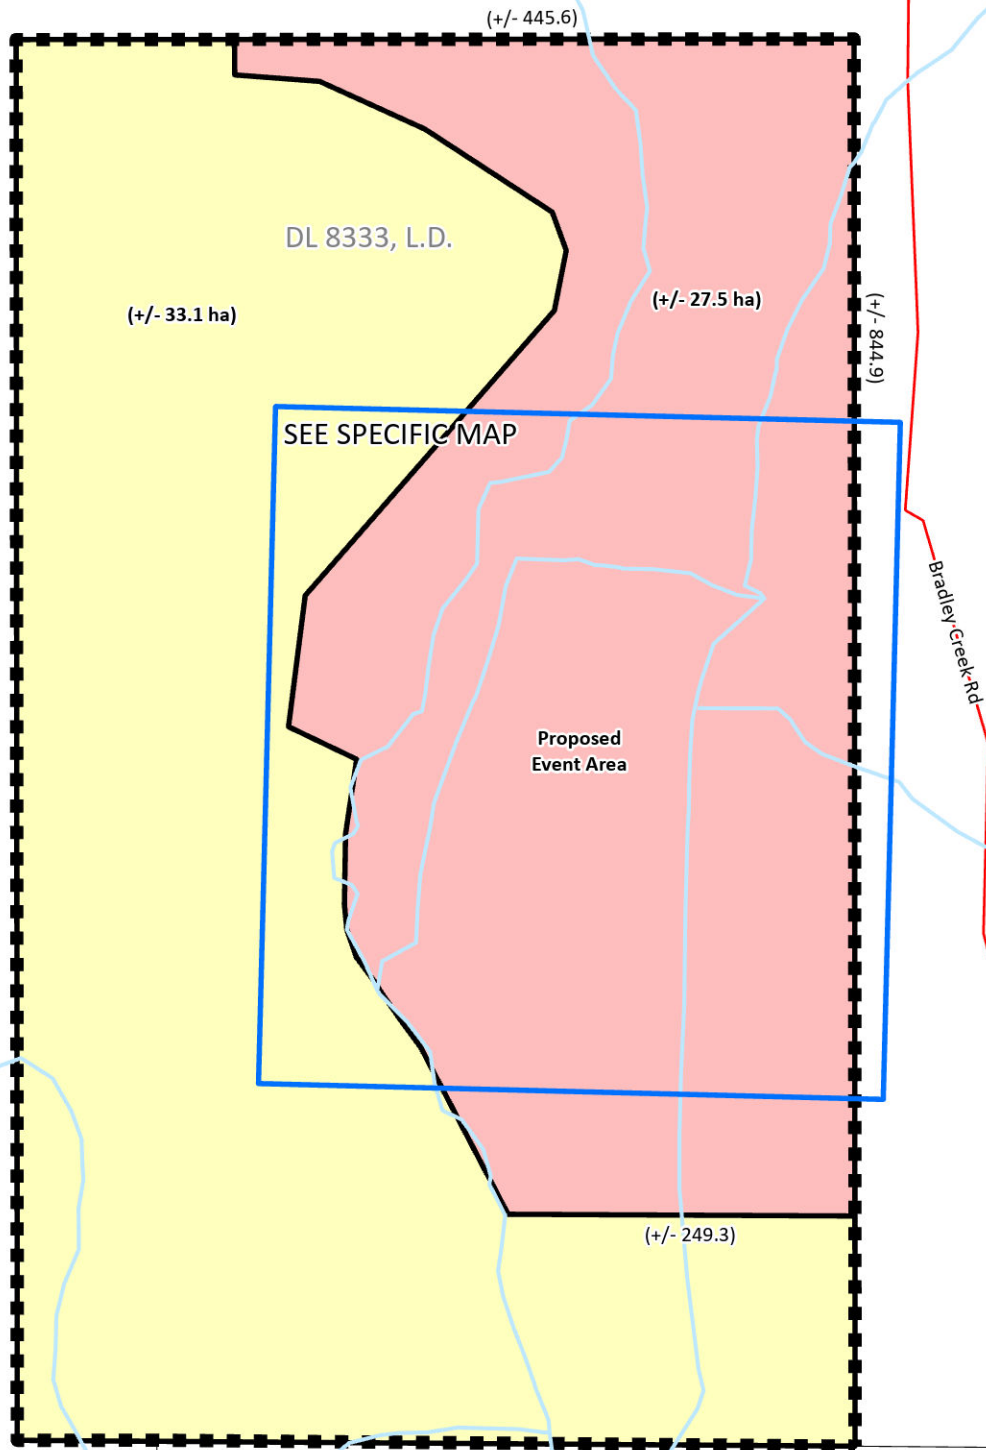 (+/- 445.6)
DL 8333, L.D.
(+/- 33.1 ha)
(+/- 27.5 ha)
(+/- 844.9)
SEE SPECIFIC MAP
Bradley Creek Rd
Proposed
Event Area
(+/- 249.3)